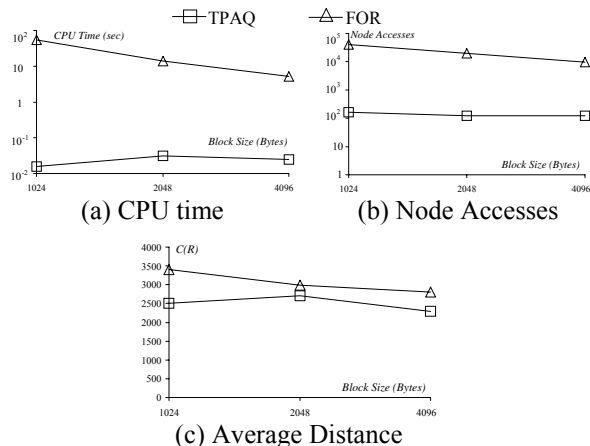 TPAQ FOR
CPU Time (sec)
10²
10
1
10⁻¹
10⁻²
Block Size (Bytes)
1024 2048 4096
(a) CPU time
Node Accesses
10⁵
10⁴
10³
10²
10¹
1
Block Size (Bytes)
1024 2048 4096
(b) Node Accesses
C(R)
4000
3500
3000
2500
2000
1500
1000
500
0
Block Size (Bytes)
1024 2048 4096
(c) Average Distance